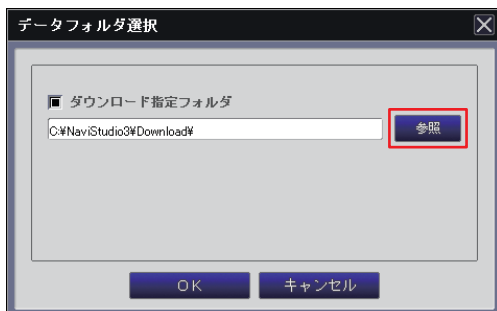 データフォルダ選択
ダウンロード指定フォルダ
C:¥NaviStudio3¥Download¥
参照
OK
キャンセル